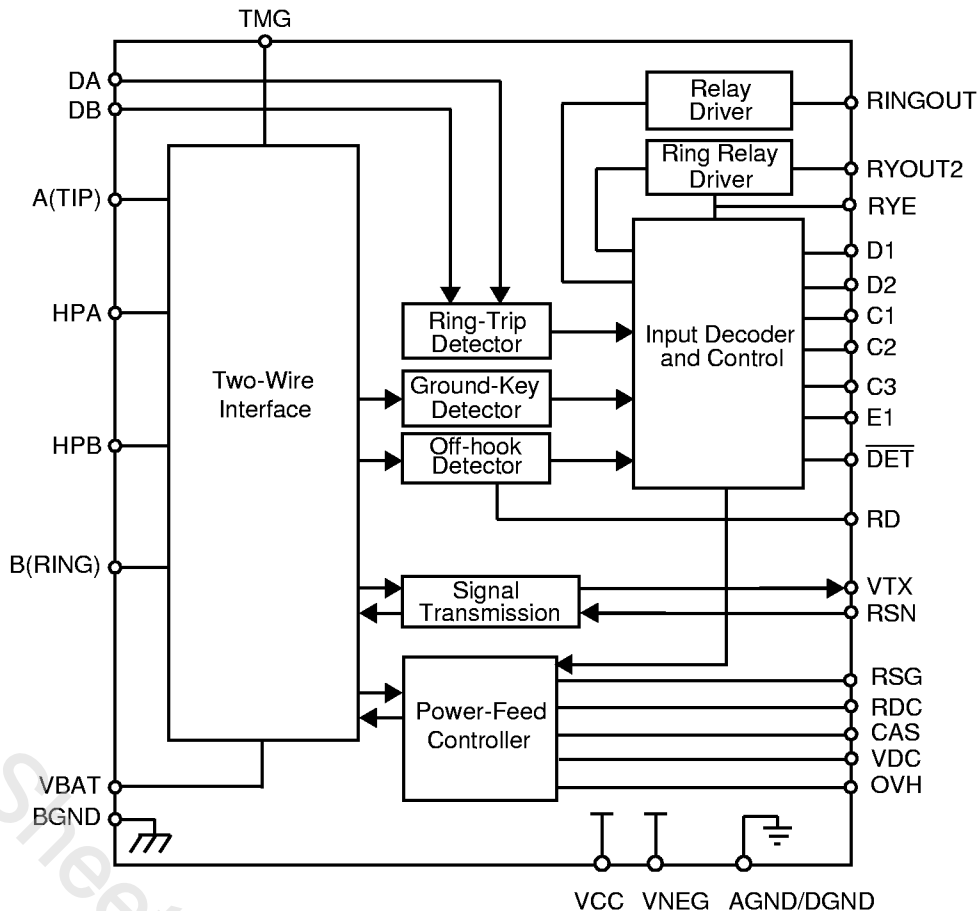 TMG
DA
DB
A(TIP)
HPA
HPB
B(RING)
VBAT
BGND
Two-Wire
Interface
Ring-Trip
Detector
Ground-Key
Detector
Off-hook
Detector
Signal
Transmission
Power-Feed
Controller
Relay
Driver
Ring Relay
Driver
Input Decoder
and Control
RINGOUT
RYOUT2
RYE
D1
D2
C1
C2
C3
E1
DET
RD
VTX
RSN
RSG
RDC
CAS
VDC
OVH
VCC
VNEG
AGND/DGND
Shee